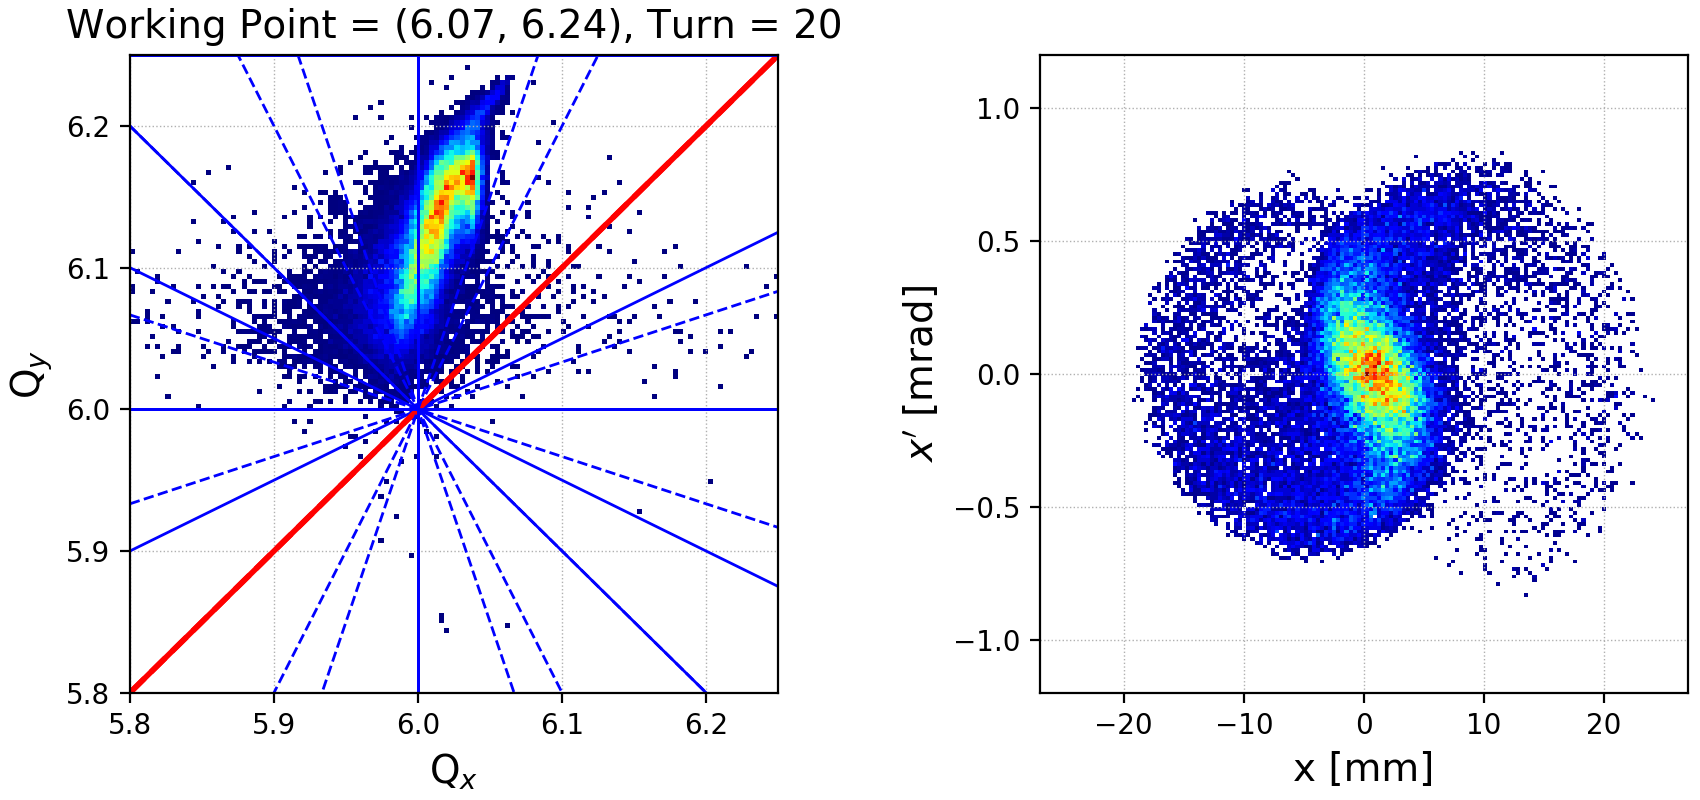 Working Point = (6.07, 6.24), Turn = 20
6.2
6.1
6.0
5.9
5.8
Q_y
5.8 5.9 6.0 6.1 6.2
Q_x
1.0
0.5
0.0
−0.5
−1.0
x′ [mrad]
−20 −10 0 10 20
x [mm]